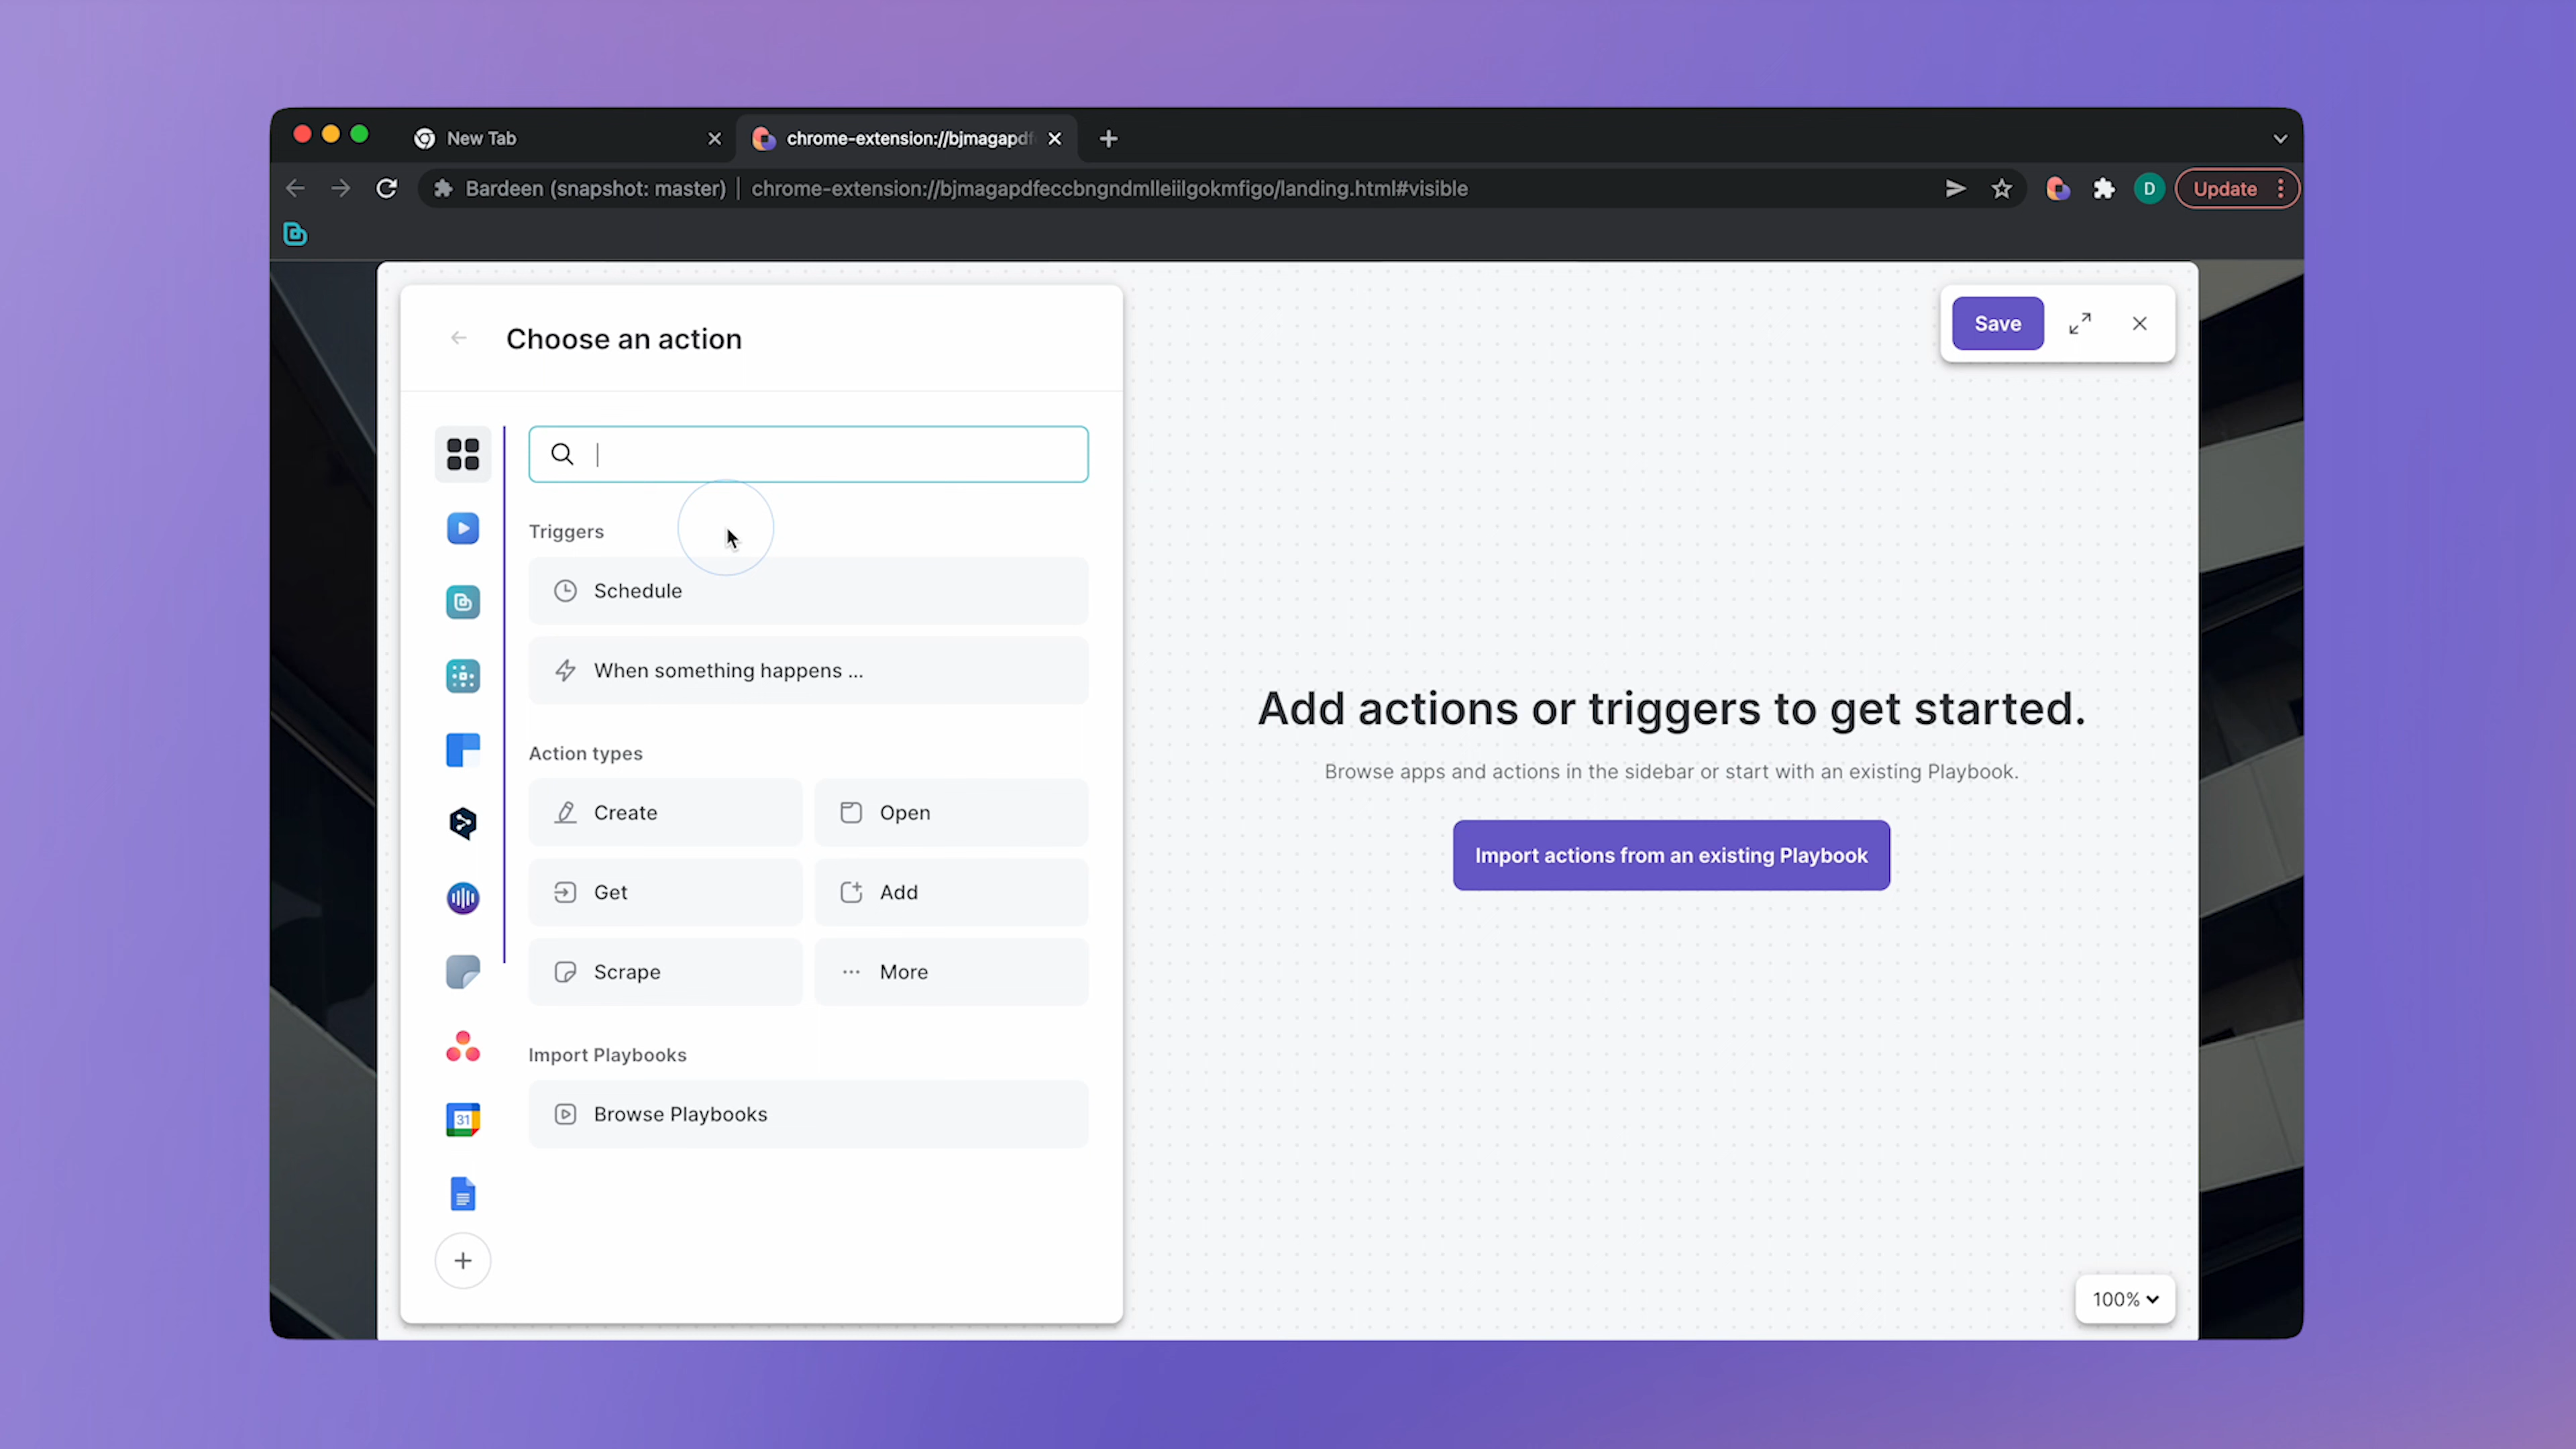 New Tab
chrome-extension://bjmagapdf
Bardeen (snapshot: master) | chrome-extension://bjmagapdfeccbngndmlleiilgokmfigo/landing.html#visible
D
Update
Choose an action
Save
Triggers
Schedule
When something happens ...
Action types
Create
Open
Get
Add
Scrape
More
Import Playbooks
Browse Playbooks
31
Add actions or triggers to get started.
Browse apps and actions in the sidebar or start with an existing Playbook.
Import actions from an existing Playbook
100%